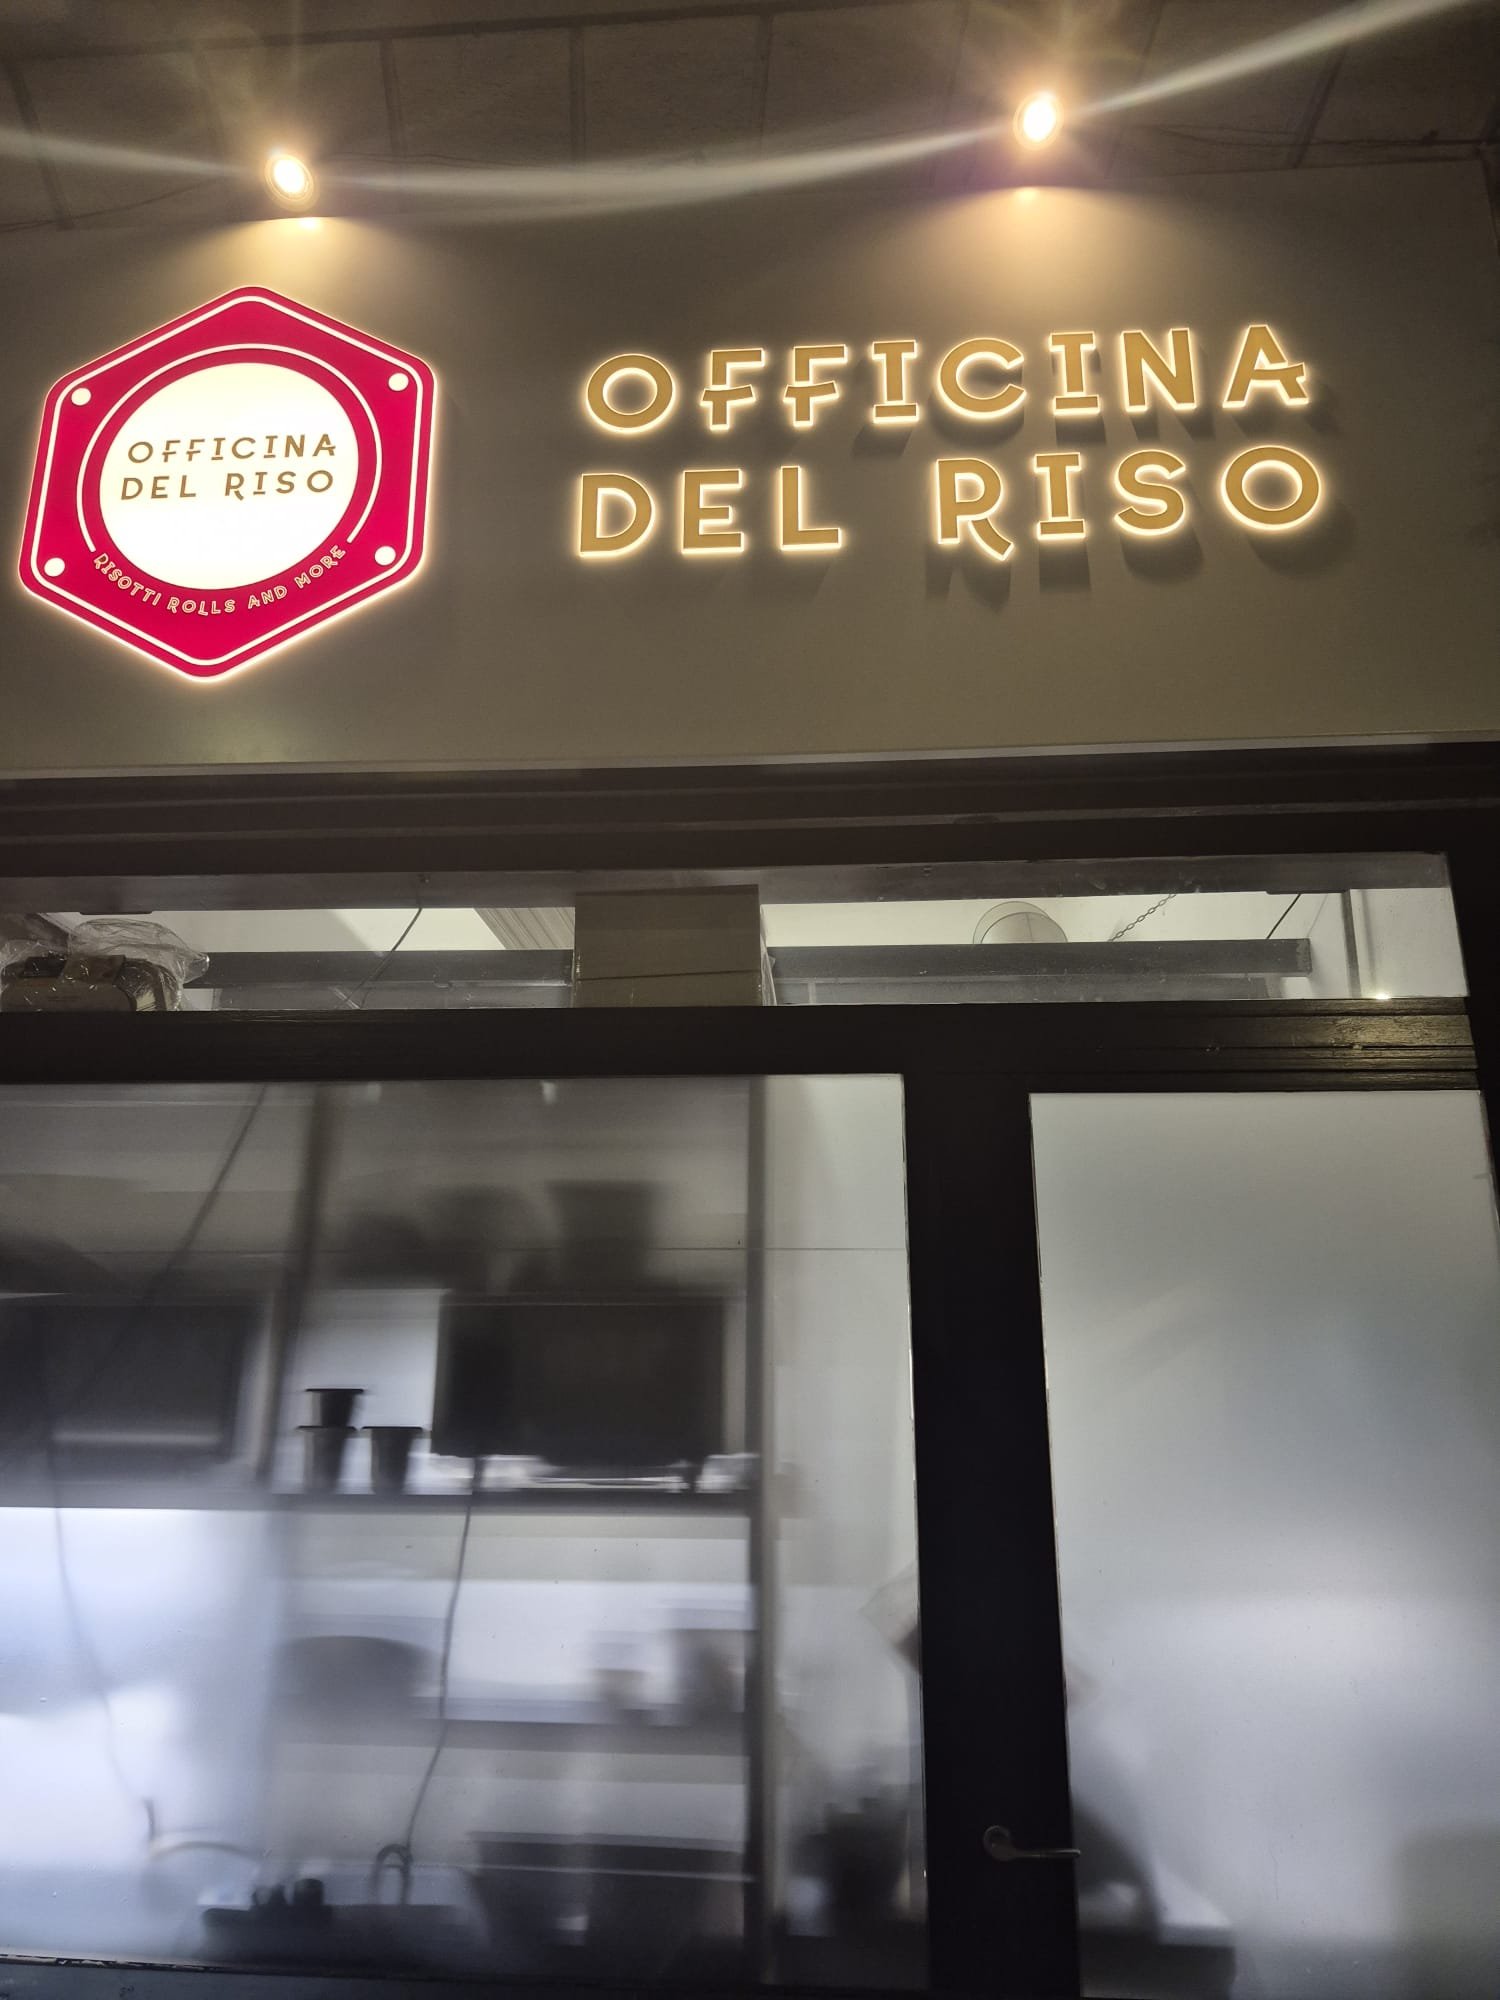 OFFICINA
DEL RISO
RISOTTI ROLLS AND MORE
OFFICINA
DEL RISO